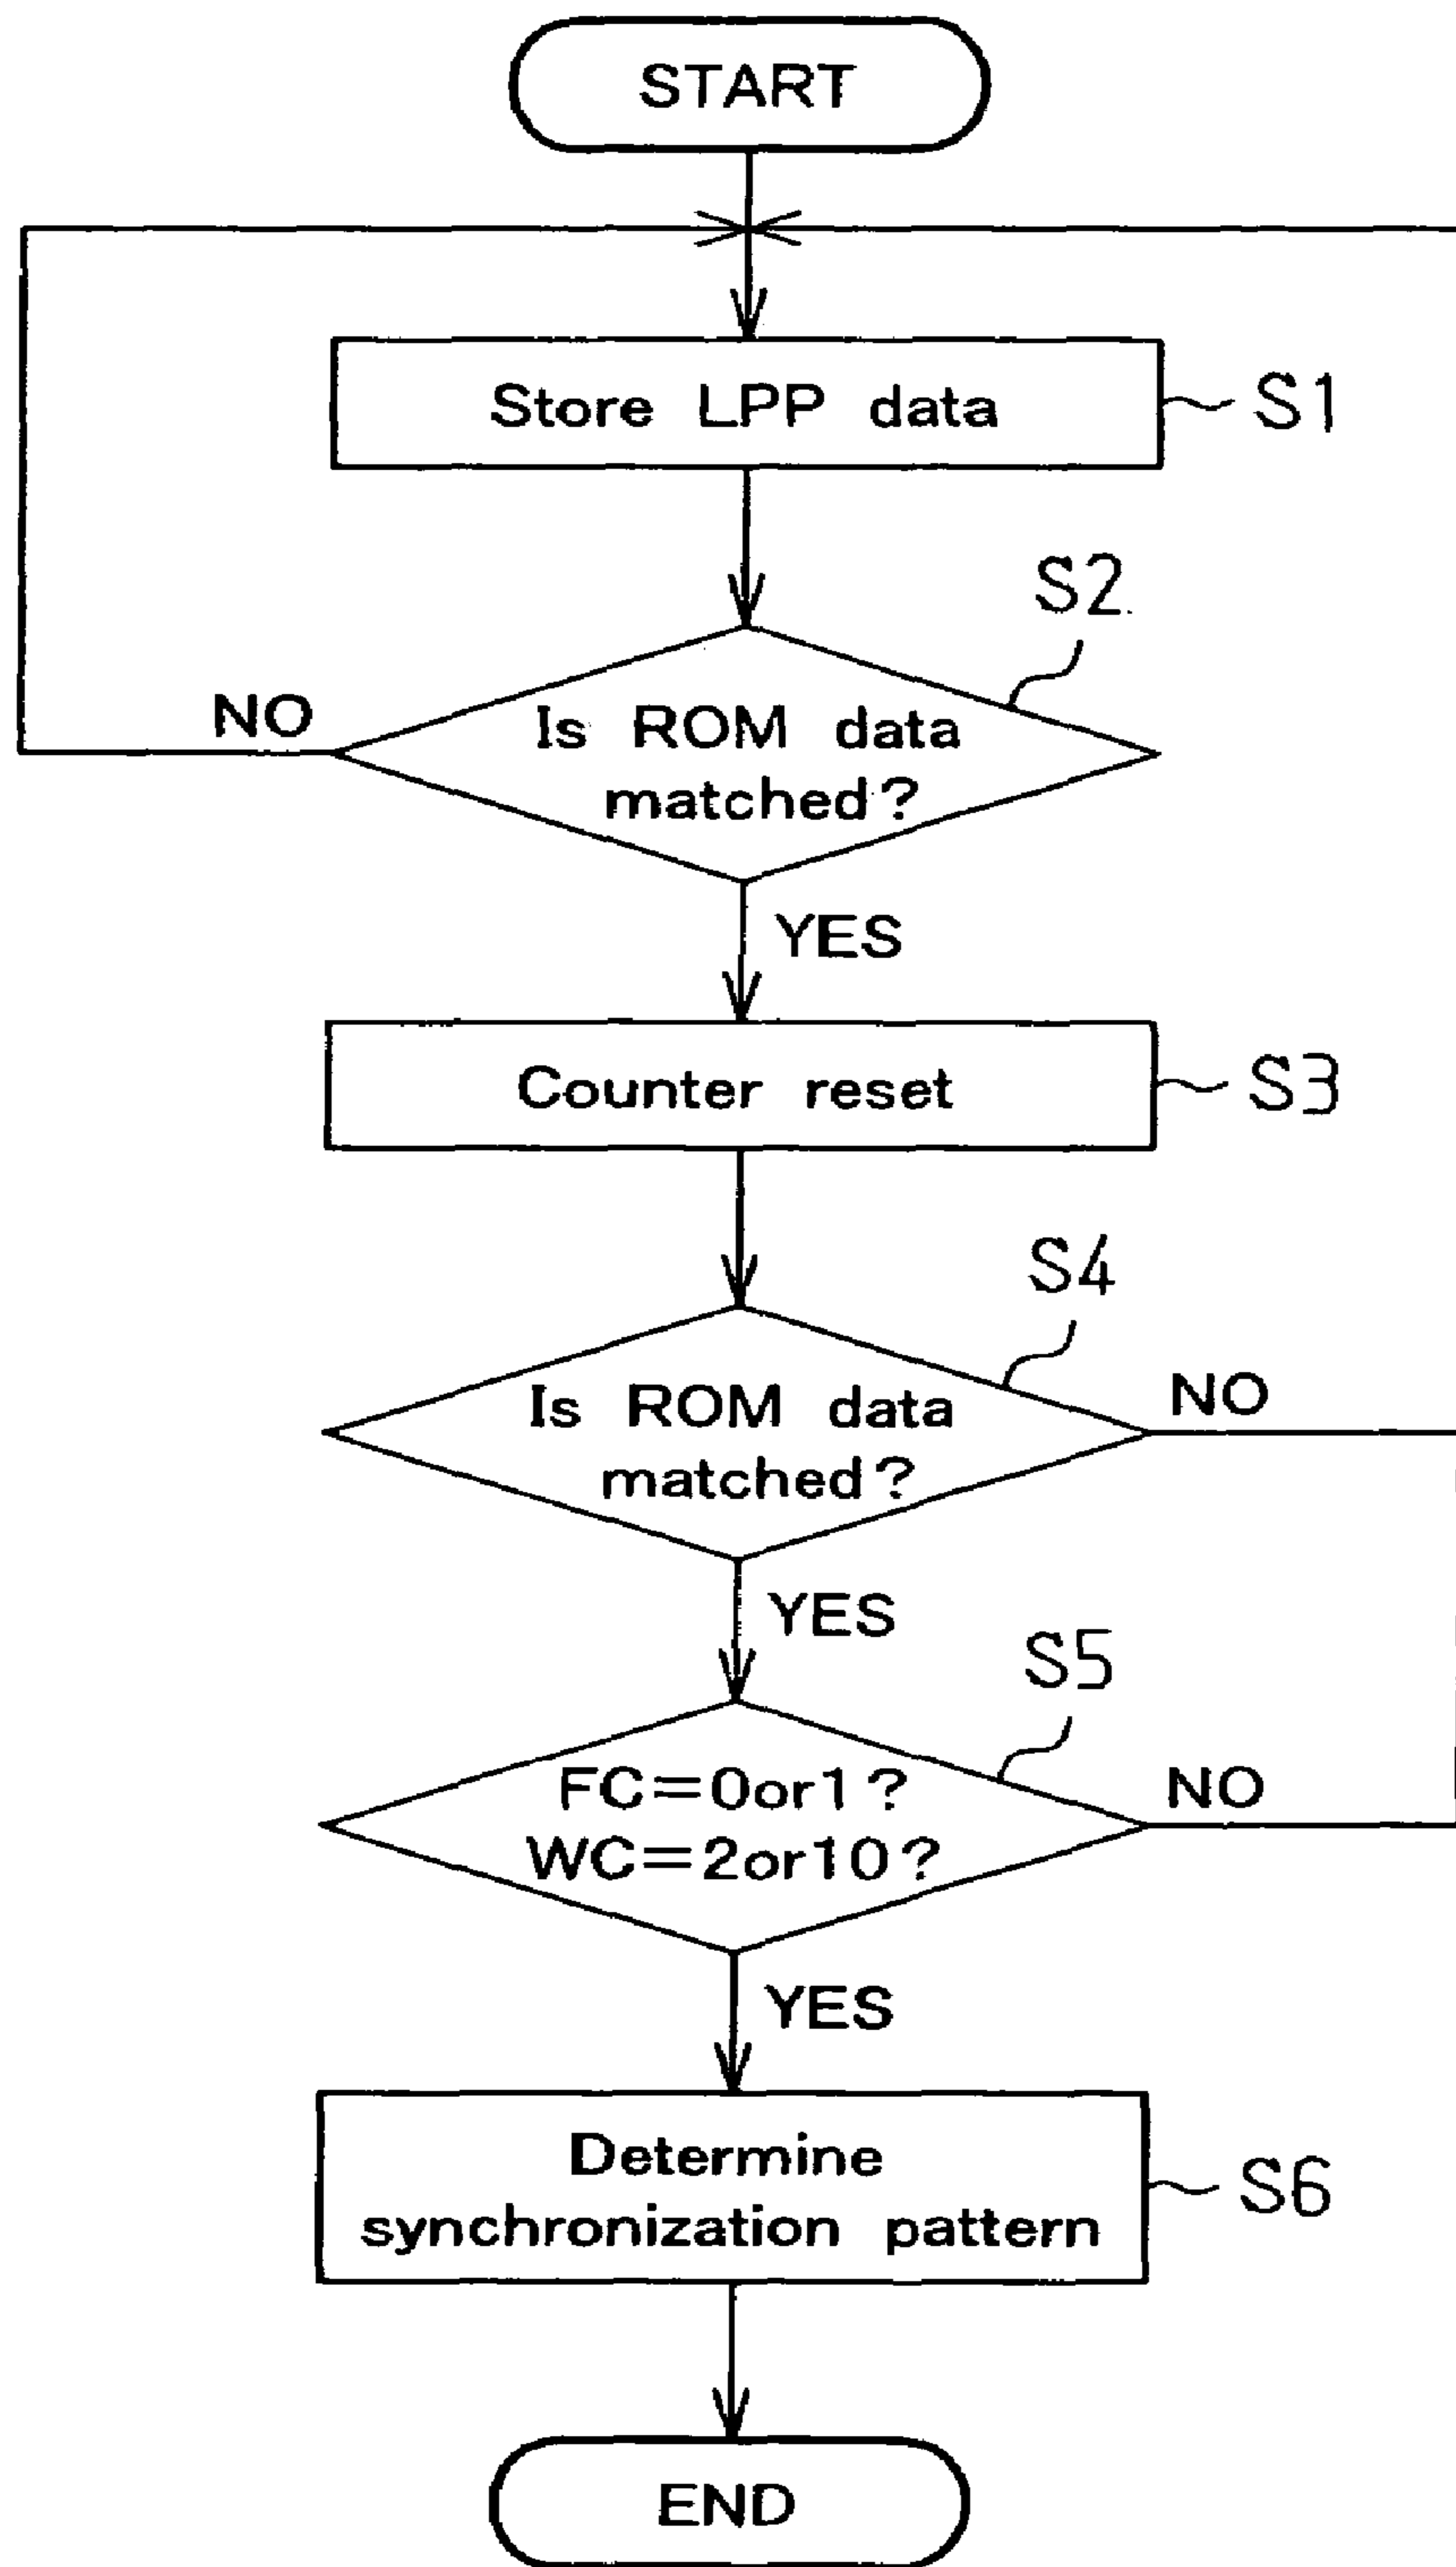 START
Store LPP data
S1
S2
Is ROM data
matched?
NO
YES
Counter reset
S3
S4
Is ROM data
matched?
NO
YES
S5
FC=0or1?
WC=2or10?
NO
YES
Determine
synchronization pattern
S6
END